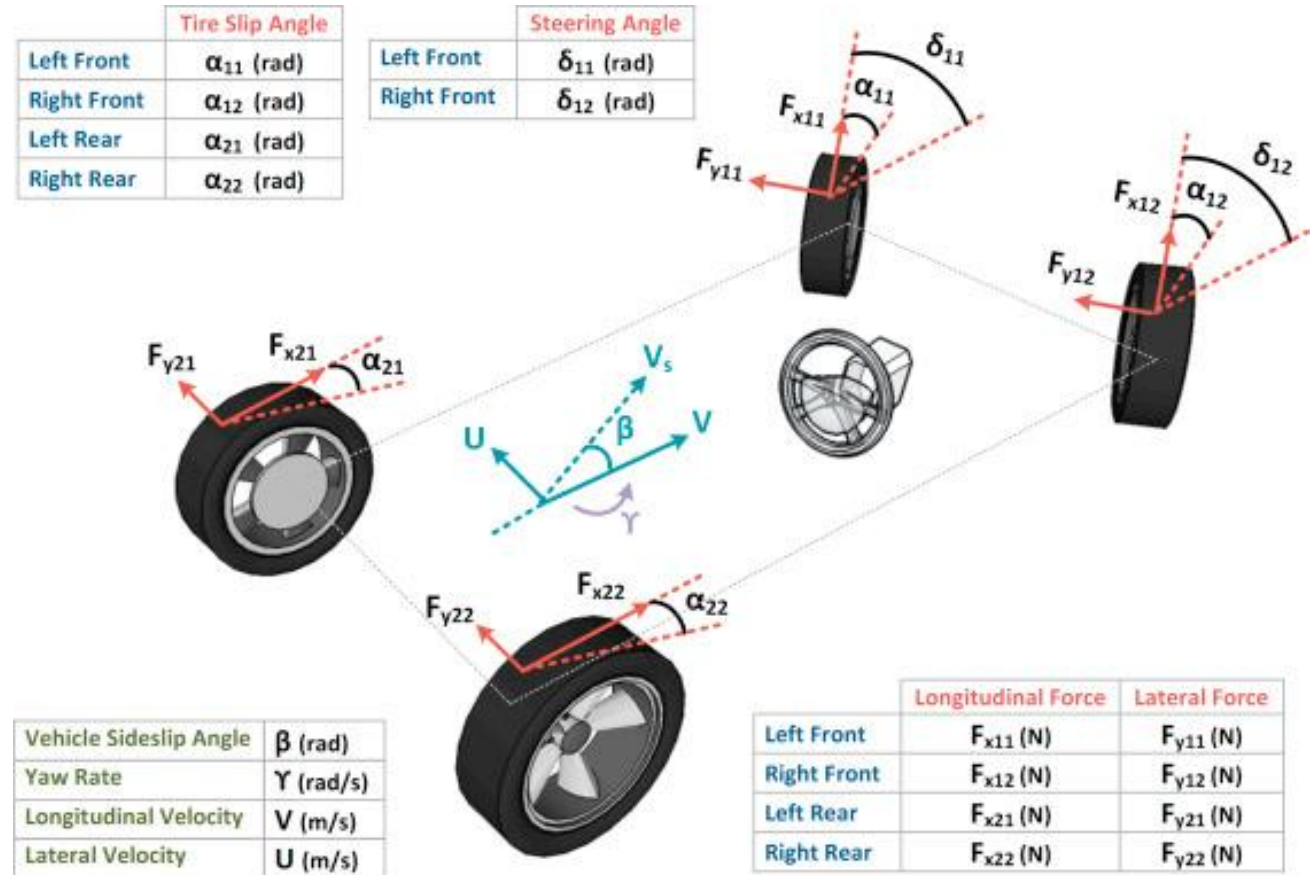 Tire Slip Angle
Left Front α11 (rad)
Right Front α12 (rad)
Left Rear α21 (rad)
Right Rear α22 (rad)
Steering Angle
Left Front δ11 (rad)
Right Front δ12 (rad)
δ11
α11
Fx11
Fy11
δ12
α12
Fx12
Fy12
Fy21
Fx21
α21
Vs
U
β
V
ϒ
Fx22
Fy22
α22
Vehicle Sideslip Angle β (rad)
Yaw Rate ϒ (rad/s)
Longitudinal Velocity V (m/s)
Lateral Velocity U (m/s)
Longitudinal Force Lateral Force
Left Front Fx11 (N) Fy11 (N)
Right Front Fx12 (N) Fy12 (N)
Left Rear Fx21 (N) Fy21 (N)
Right Rear Fx22 (N) Fy22 (N)